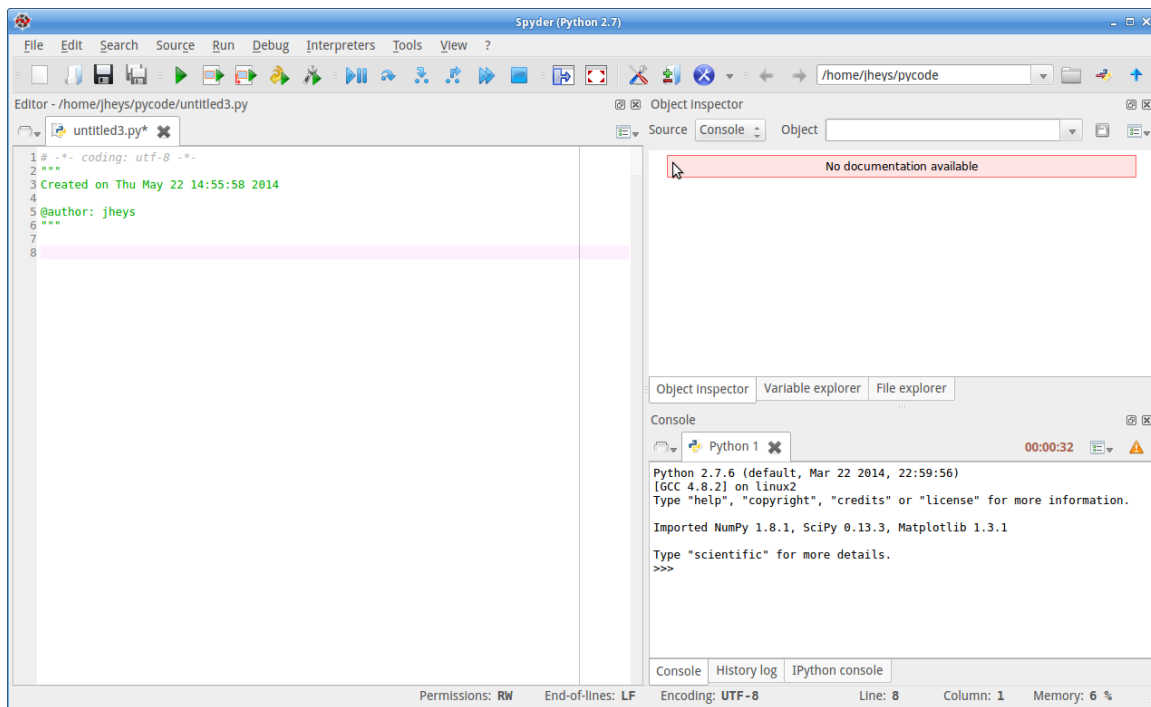 Spyder (Python 2.7)
File Edit Search Source Run Debug Interpreters Tools View ?
/home/jheys/pycode
Editor - /home/jheys/pycode/untitled3.py
untitled3.py*
1 # -*- coding: utf-8 -*-
2 """
3 Created on Thu May 22 14:55:58 2014
4
5 @author: jheys
6 """
7
8
Object inspector
Source Console Object
No documentation available
Object inspector Variable explorer File explorer
Console
Python 1 00:00:32
Python 2.7.6 (default, Mar 22 2014, 22:59:56)
[GCC 4.8.2] on linux2
Type "help", "copyright", "credits" or "license" for more information.
Imported NumPy 1.8.1, SciPy 0.13.3, Matplotlib 1.3.1
Type "scientific" for more details.
>>>
Console History log IPython console
Permissions: RW End-of-lines: LF Encoding: UTF-8 Line: 8 Column: 1 Memory: 6 %